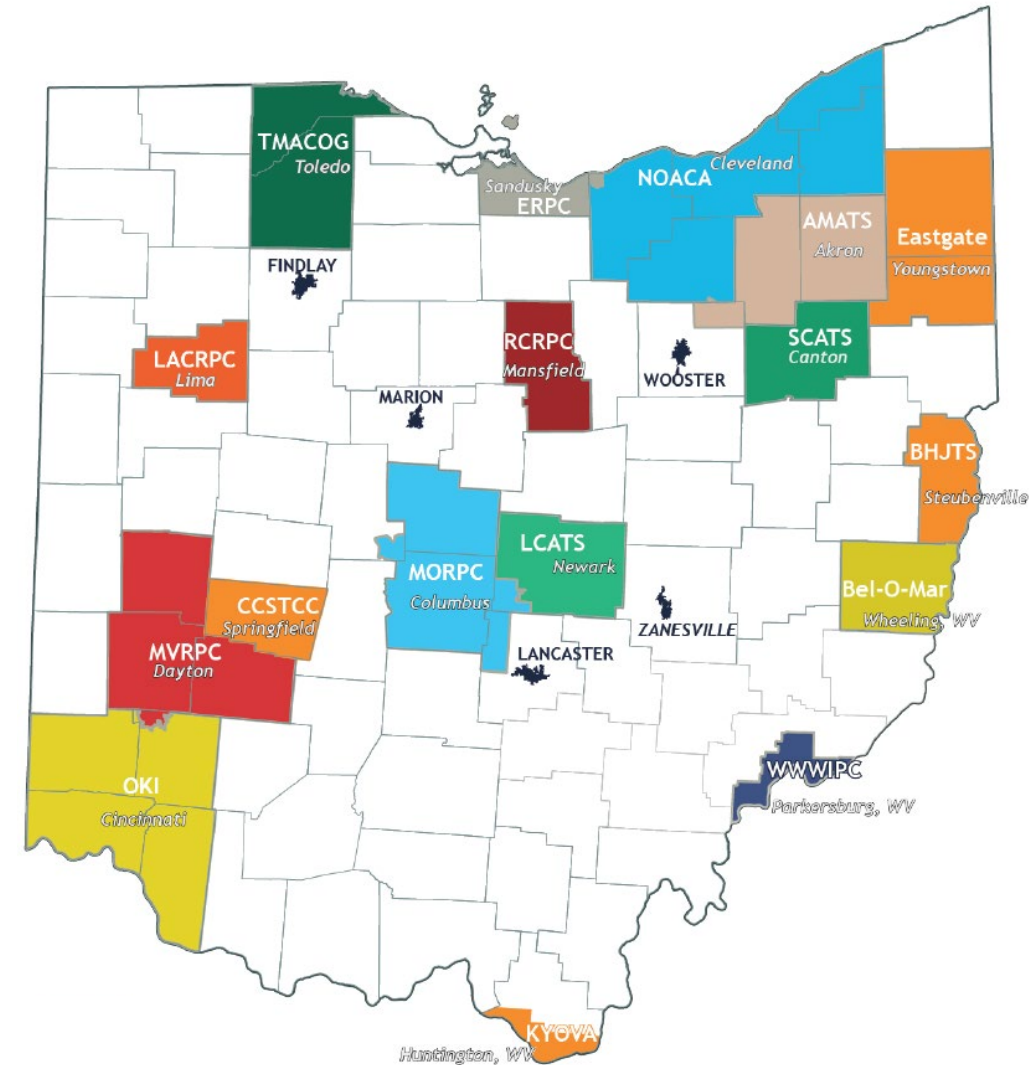 TMACOG
Toledo
Sandusky
ERPC
NOACA
Cleveland
AMATS
Akron
Eastgate
Youngstown
FINDLAY
LACRPC
Lima
RCRPC
Mansfield
WOOSTER
SCATS
Canton
MARION
BHJTS
Steubenville
MORPC
Columbus
LCATS
Newark
Bel-O-Mar
Wheeling, WV
CCSTCC
Springfield
ZANESVILLE
MVRPC
Dayton
LANCASTER
OKI
Cincinnati
WWWIPC
Parkersburg, WV
KYOVA
Huntington, WV